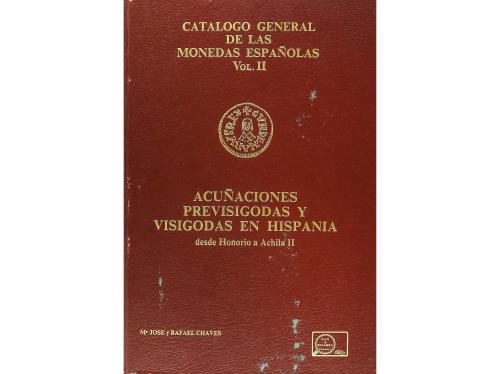 CATALOGO GENERAL
DE LAS
MONEDAS ESPAÑOLAS
VOL. II
ACUÑACIONES
PREVISIGODAS Y
VISIGODAS EN HISPANIA
desde Honorio a Achila II
Mª JOSE y RAFAEL CHAVES